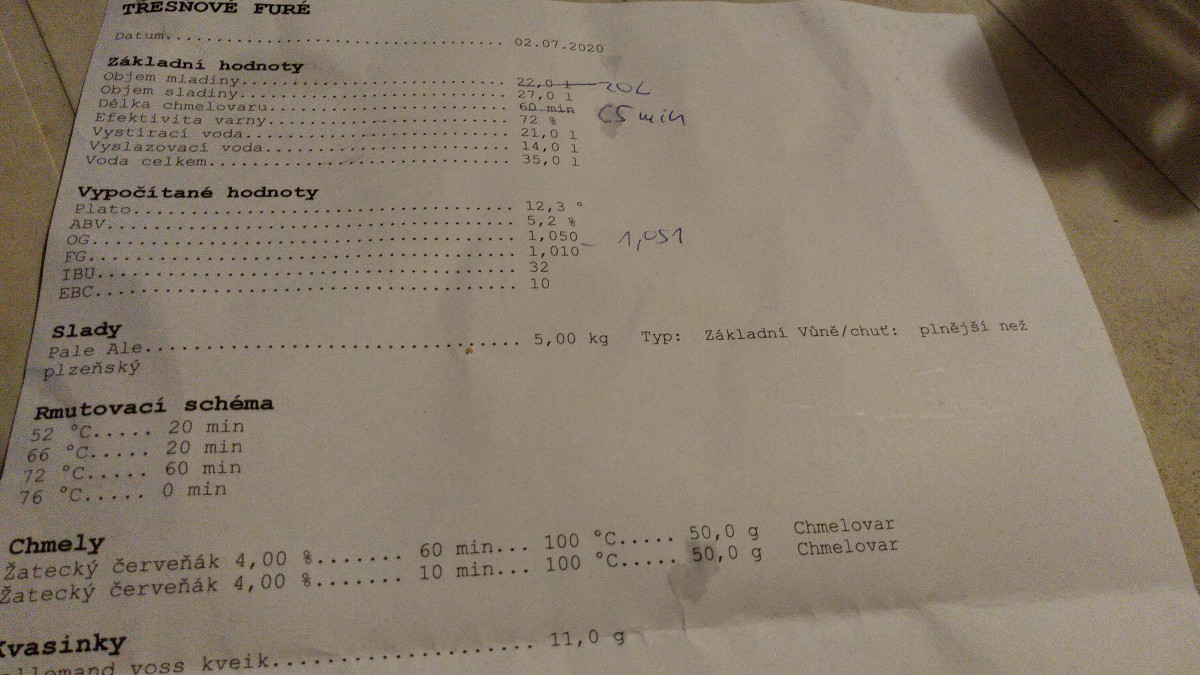 TŘEŠŇOVÉ FURÉ
Datum................................ 02.07.2020
Základní hodnoty
Objem mladiny........................ 22,0 l 20L
Objem sladiny........................ 27,0 l
Délka chmelovaru..................... 60 min 65 min
Efektivita varny..................... 72 %
Vystírací voda....................... 21,0 l
Vyslazovací voda..................... 14,0 l
Voda celkem.......................... 35,0 l
Vypočítané hodnoty
Plato................................ 12,3 °
ABV.................................. 5,2 %
OG................................... 1,050 - 1,051
FG................................... 1,010
IBU.................................. 32
EBC.................................. 10
Slady
Pale Ale............................. 5,00 kg Typ: Základní Vůně/chuť: plnější než
plzeňský
Rmutovací schéma
52 °C..... 20 min
66 °C..... 20 min
72 °C..... 60 min
76 °C..... 0 min
Chmely
Žatecký červeňák 4,00 %....... 60 min... 100 °C..... 50,0 g Chmelovar
Žatecký červeňák 4,00 %....... 10 min... 100 °C..... 50,0 g Chmelovar
Kvasinky
voss kveik.................... 11,0 g